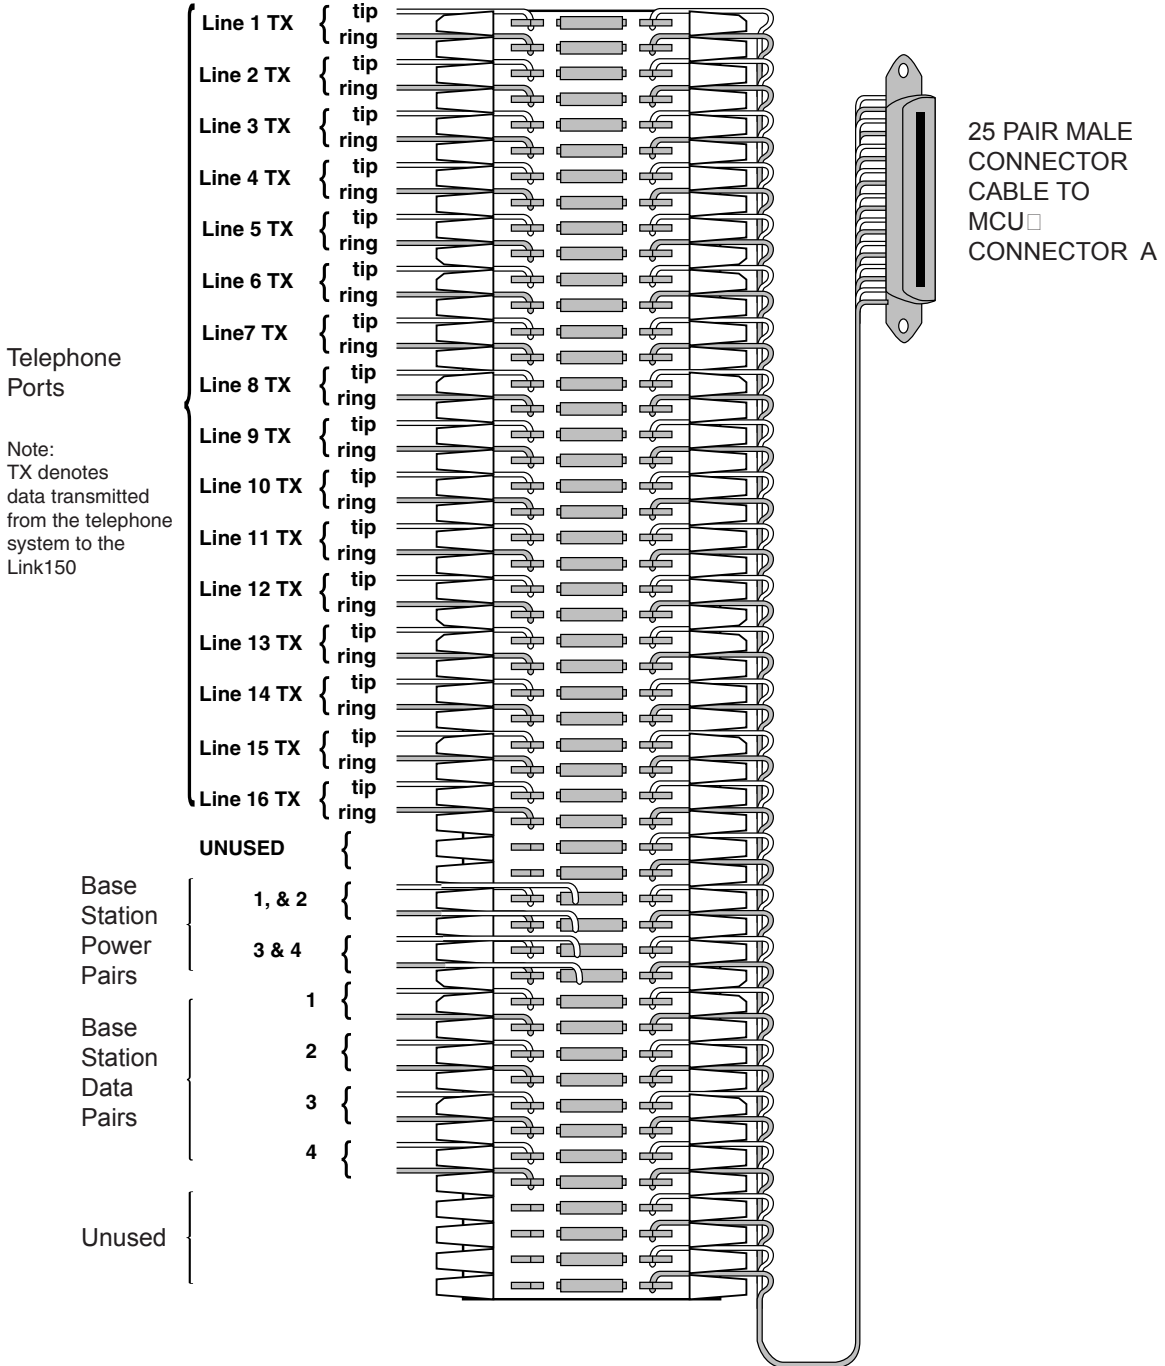 Line 1 TX { tip
ring
Line 2 TX { tip
ring
Line 3 TX { tip
ring
Line 4 TX { tip
ring
Line 5 TX { tip
ring
Line 6 TX { tip
ring
Line7 TX { tip
ring
Line 8 TX { tip
ring
Line 9 TX { tip
ring
Line 10 TX { tip
ring
Line 11 TX { tip
ring
Line 12 TX { tip
ring
Line 13 TX { tip
ring
Line 14 TX { tip
ring
Line 15 TX { tip
ring
Line 16 TX { tip
ring
Telephone
Ports
Note:
TX denotes
data transmitted
from the telephone
system to the
Link150
UNUSED {
Base
Station
Power
Pairs
1, & 2 {
3 & 4 {
Base
Station
Data
Pairs
1 {
2 {
3 {
4 {
Unused
25 PAIR MALE
CONNECTOR
CABLE TO
MCU□
CONNECTOR A